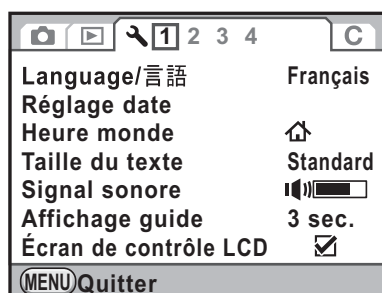 1 2 3 4 C
Language/言語 Français
Réglage date
Heure monde
Taille du texte Standard
Signal sonore
Affichage guide 3 sec.
Écran de contrôle LCD
MENU Quitter